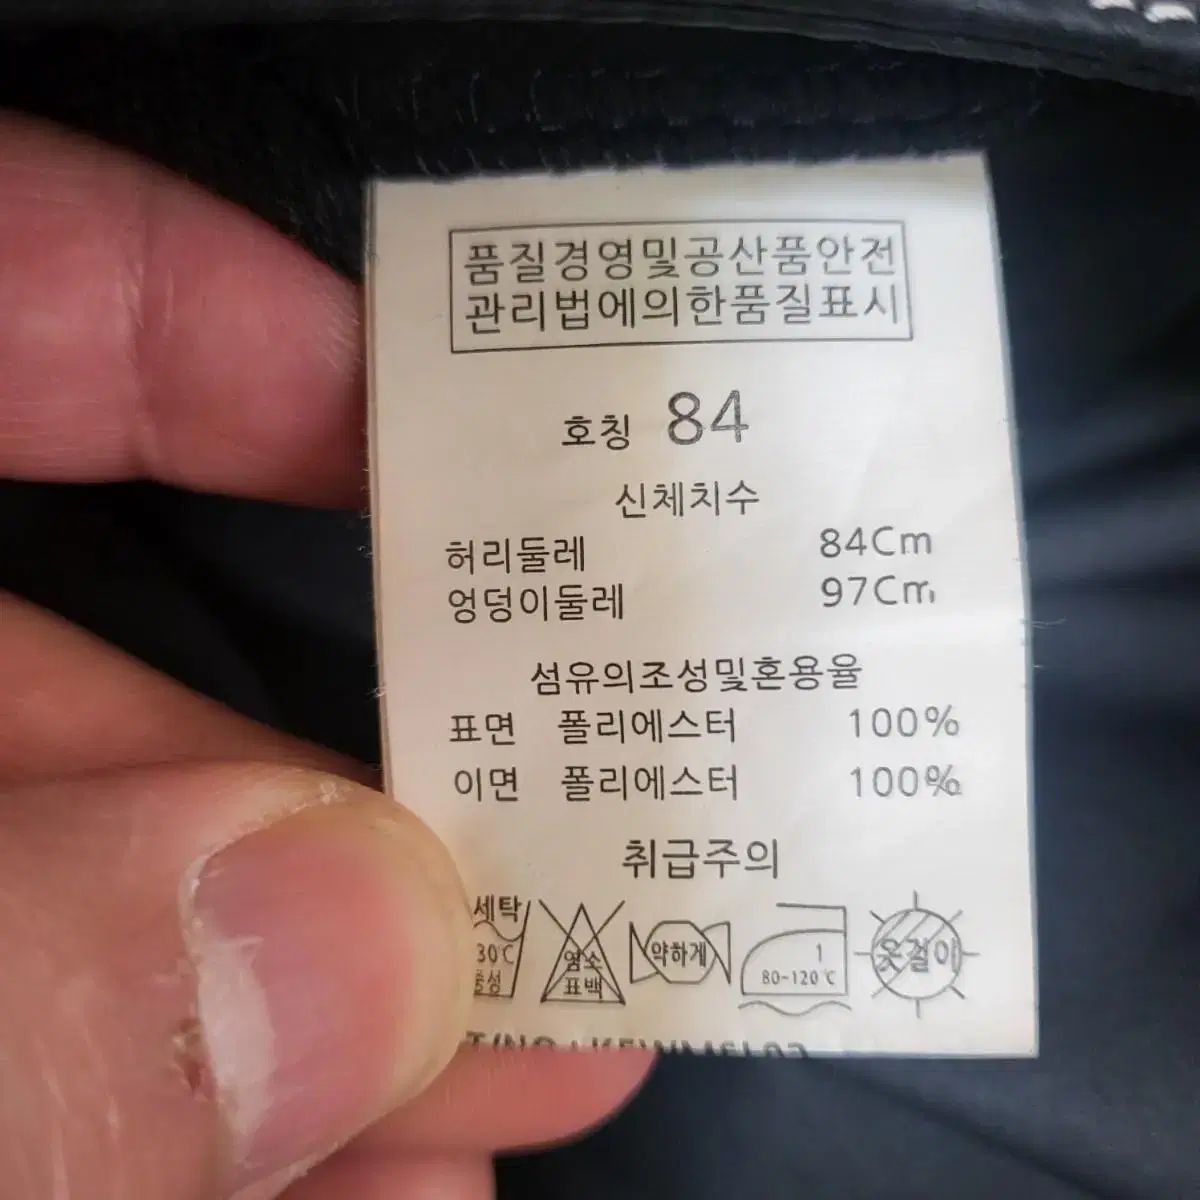 품질경영및공산품안전
관리법에의한품질표시
호칭 84
신체치수
허리둘레 84Cm
엉덩이둘레 97Cm
섬유의조성및혼용율
표면 폴리에스터 100%
이면 폴리에스터 100%
취급주의
세탁
30℃
중성
염소
표백
약하게
1
80-120℃
옷걸이